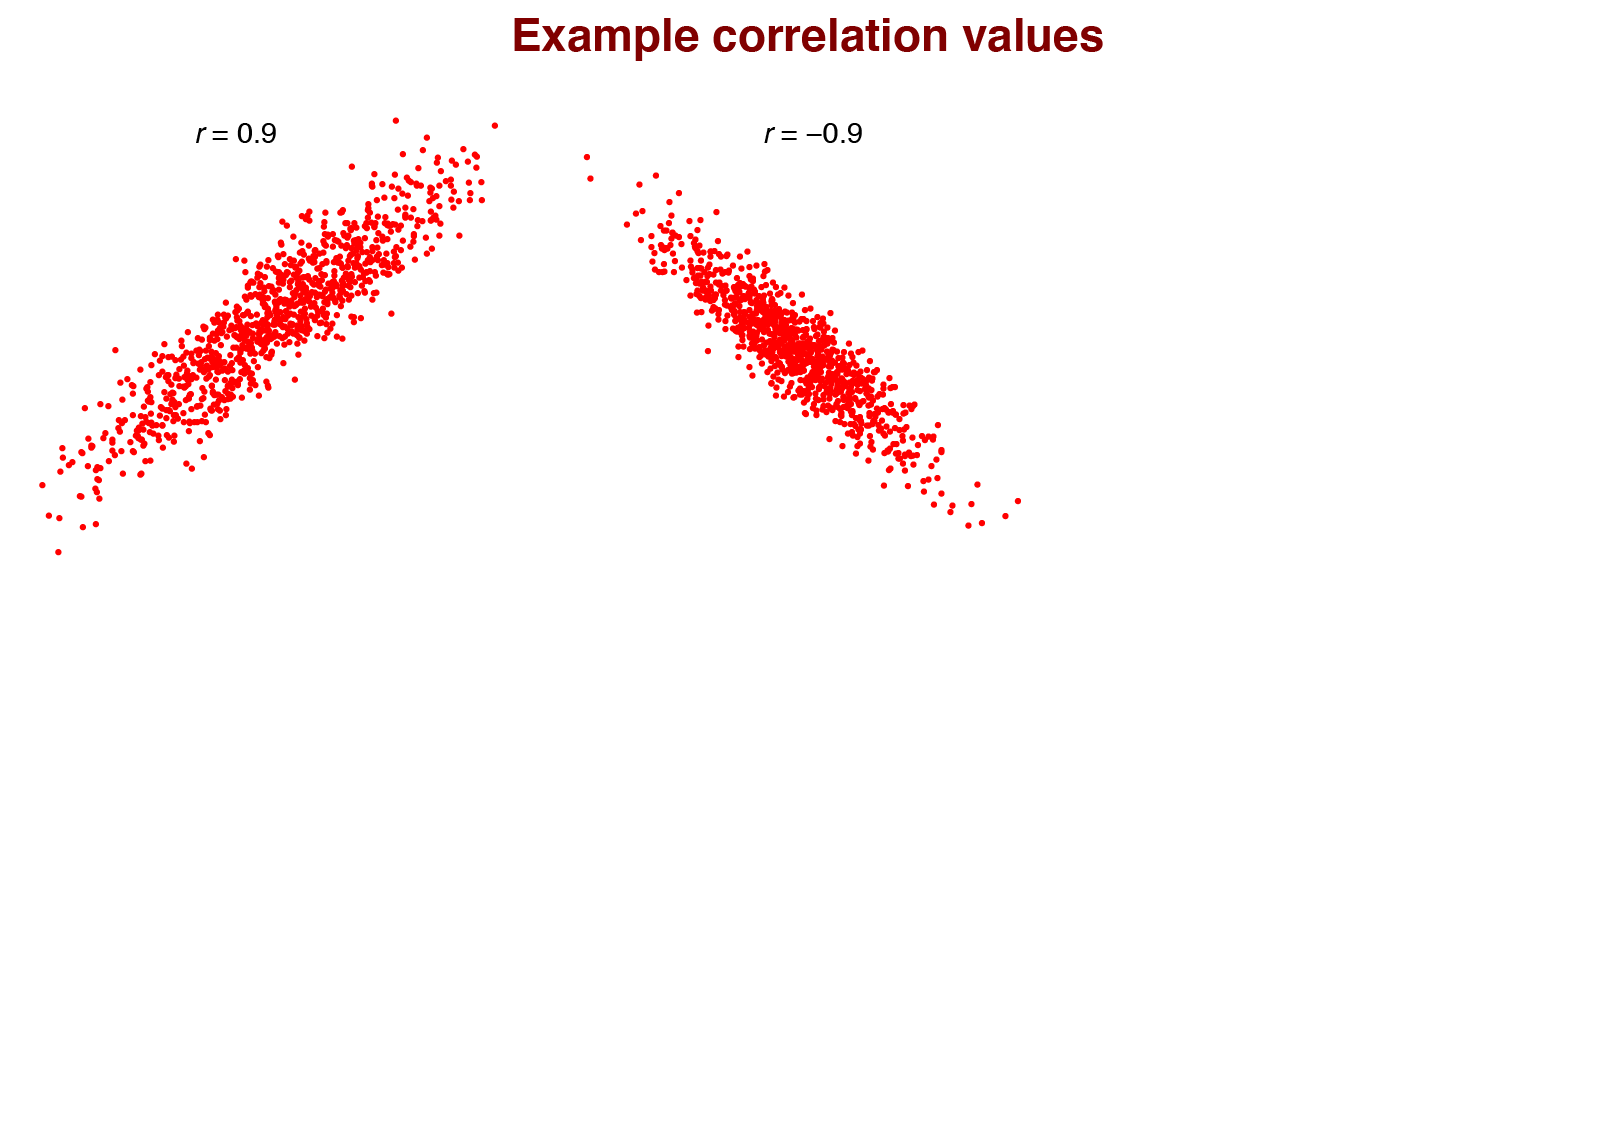 Example correlation values
r = 0.9
r = −0.9